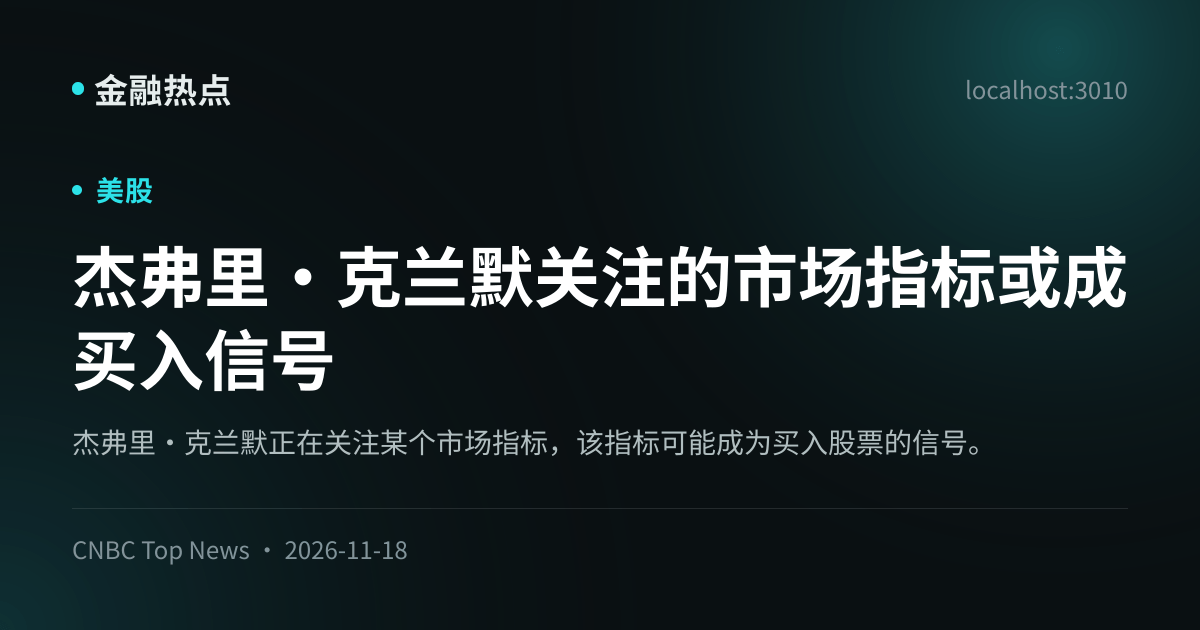 金融热点
localhost:3010
美股
杰弗里·克兰默关注的市场指标或成
买入信号
杰弗里·克兰默正在关注某个市场指标，该指标可能成为买入股票的信号。
CNBC Top News · 2026-11-18